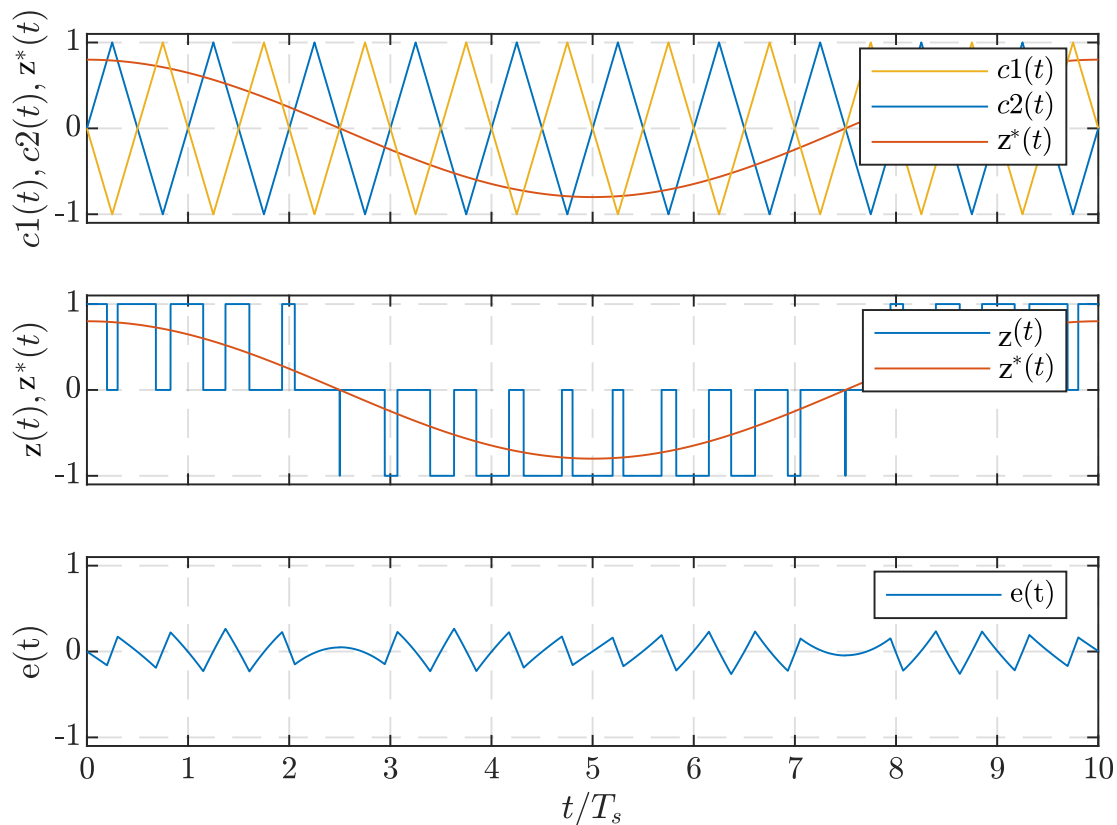 c1(t), c2(t), z*(t)
1
0
-1
c1(t)
c2(t)
z*(t)
z(t), z*(t)
1
0
-1
z(t)
z*(t)
e(t)
1
0
-1
e(t)
0 1 2 3 4 5 6 7 8 9 10
t/Tₛ